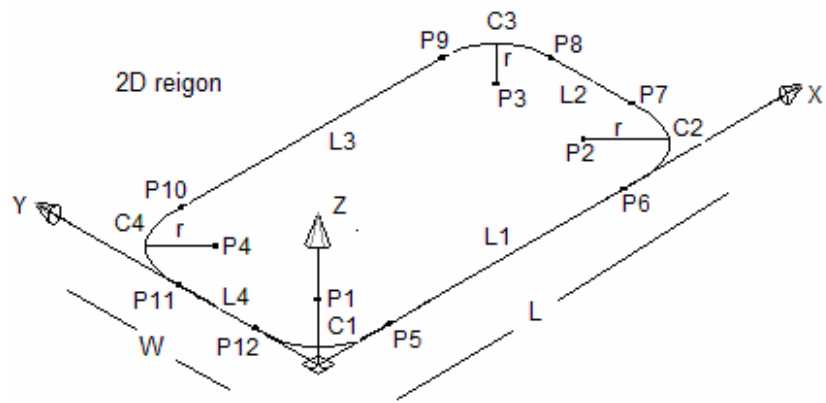 C3
P9
P8
2D reigon
r
P3
L2
P7
X
r
C2
L3
P2
P10
P6
Y
Z
C4
r
P4
L1
P11
L4
P1
L
C1
P5
W
P12